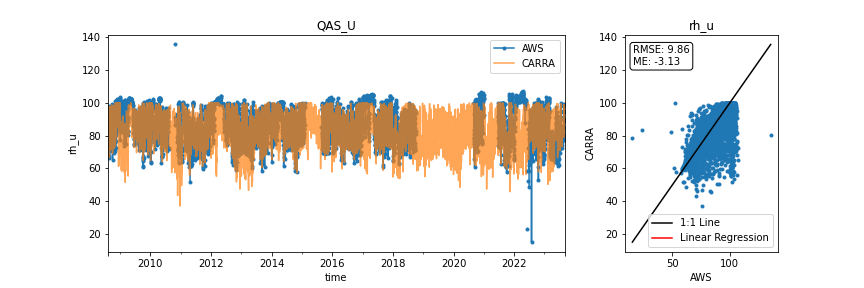 QAS_U
140
120
100
80
60
40
20
rh_u
2010
2012
2014
2016
2018
2020
2022
time
AWS
CARRA
rh_u
140
120
100
80
60
40
20
CARRA
50
100
AWS
RMSE: 9.86
ME: -3.13
1:1 Line
Linear Regression